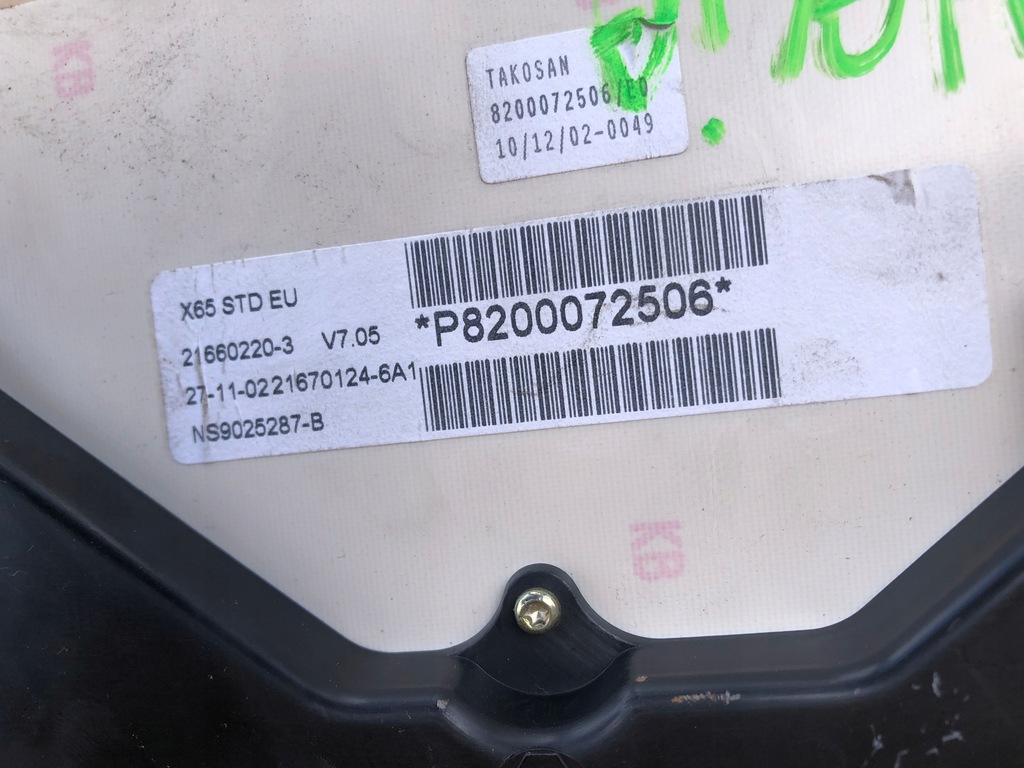 KB
TAKOSAN
8200072506/E0
10/12/02-0049
X65 STD EU
21660220-3 V7.05
*P8200072506*
27-11-0221670124-6A1
NS9025287-B
KB